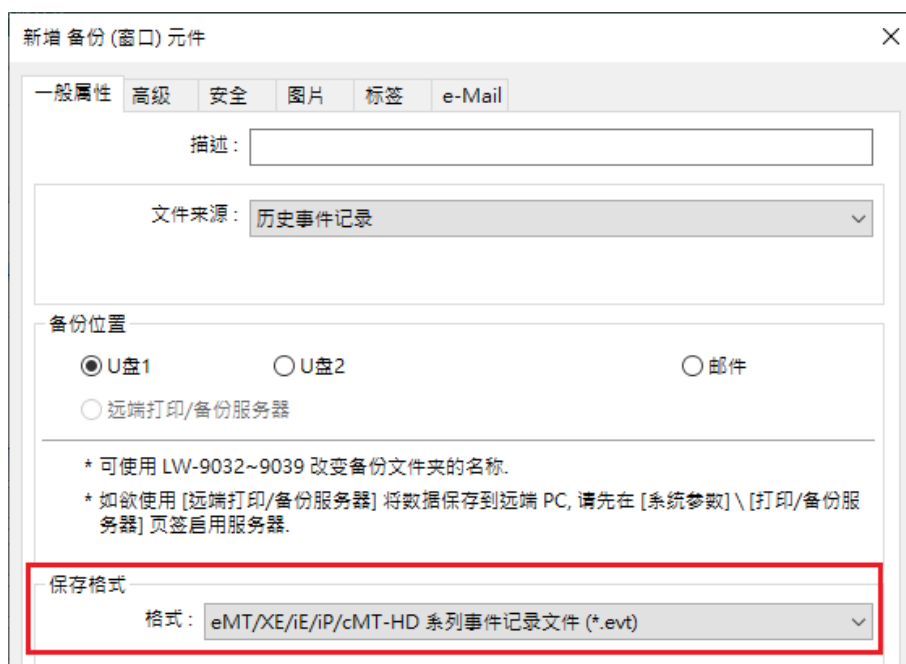 新增 备份 (窗口) 元件
一般属性 高级 安全 图片 标签 e-Mail
描述 :
文件来源 : 历史事件记录
备份位置
U盘1 U盘2 邮件
远端打印/备份服务器
* 可使用 LW-9032~9039 改变备份文件夹的名称.
* 如欲使用 [远端打印/备份服务器] 将数据保存到远端 PC, 请先在 [系统参数] \ [打印/备份服
务器] 页签启用服务器.
保存格式
格式 : eMT/XE/iE/iP/cMT-HD 系列事件记录文件 (*.evt)